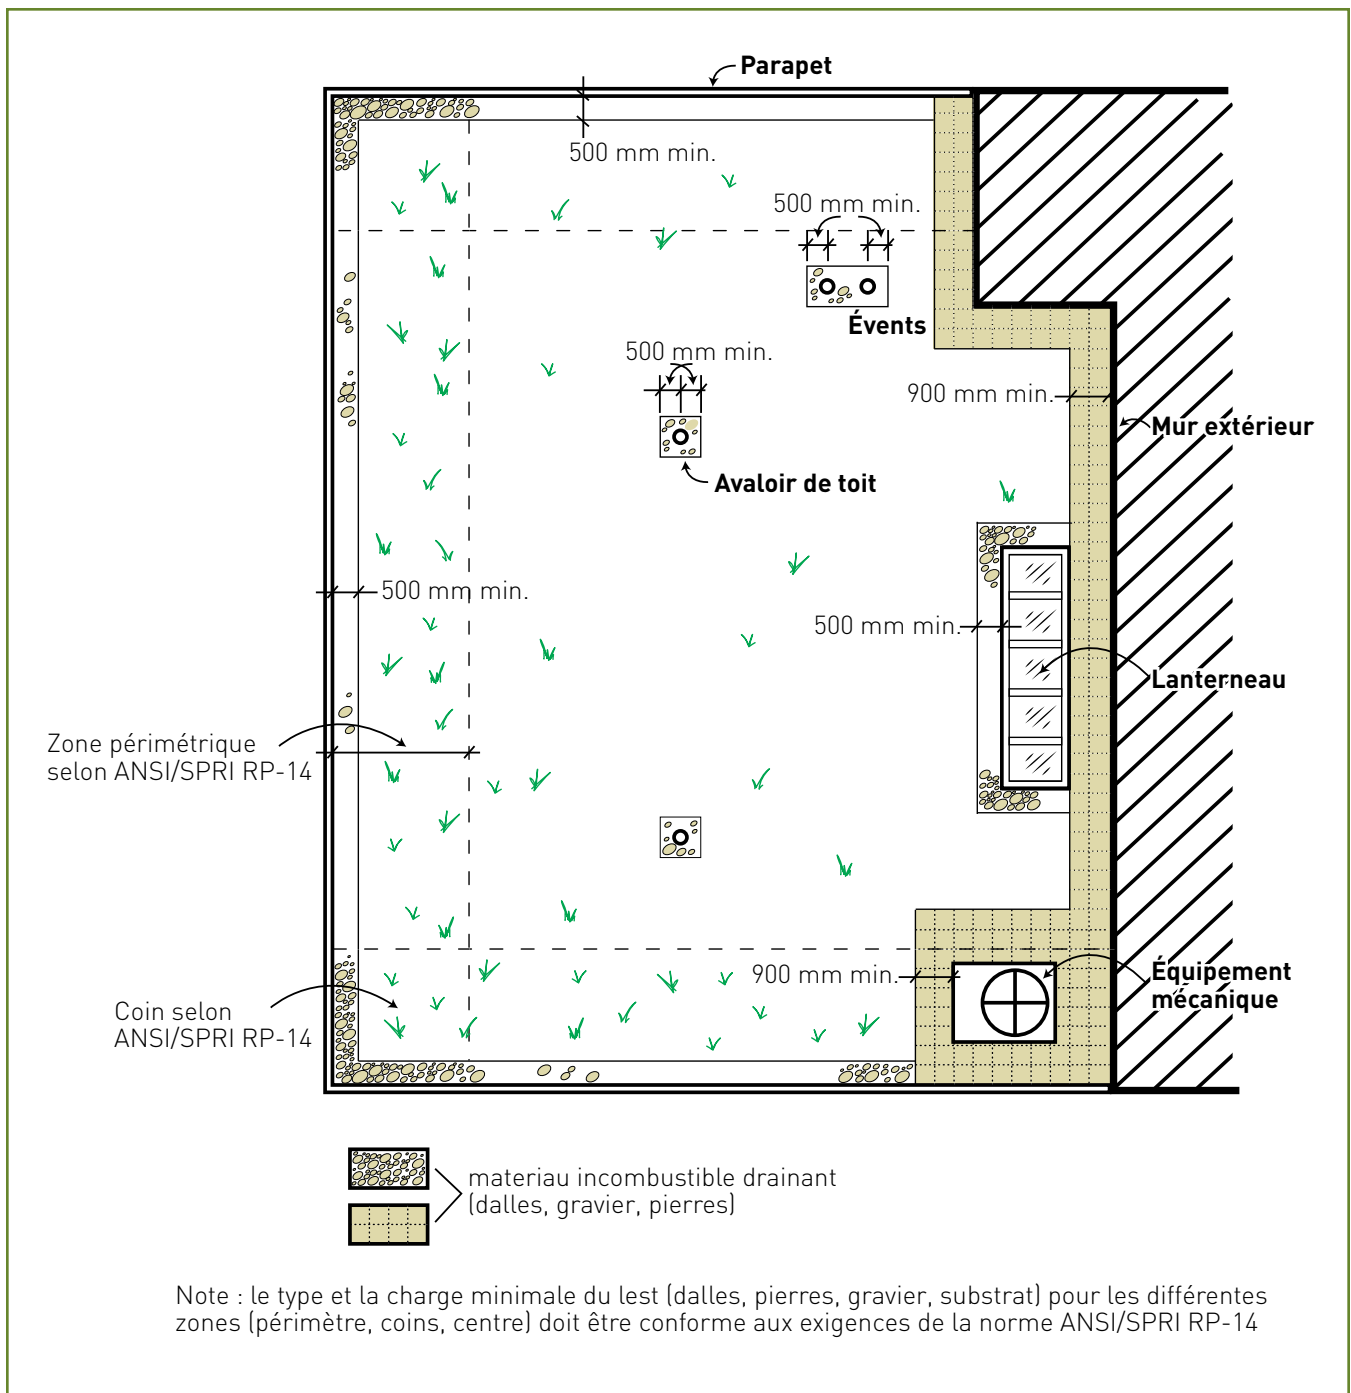 Parapet
500 mm min.
500 mm min.
Évents
500 mm min.
900 mm min.
Mur extérieur
Avaloir de toit
500 mm min.
500 mm min.
Lanterneau
Zone périmétrique
selon ANSI/SPRI RP-14
900 mm min.
Équipement
mécanique
Coin selon
ANSI/SPRI RP-14
materiau incombustible drainant
(dalles, gravier, pierres)
Note : le type et la charge minimale du lest (dalles, pierres, gravier, substrat) pour les différentes
zones (périmètre, coins, centre) doit être conforme aux exigences de la norme ANSI/SPRI RP-14